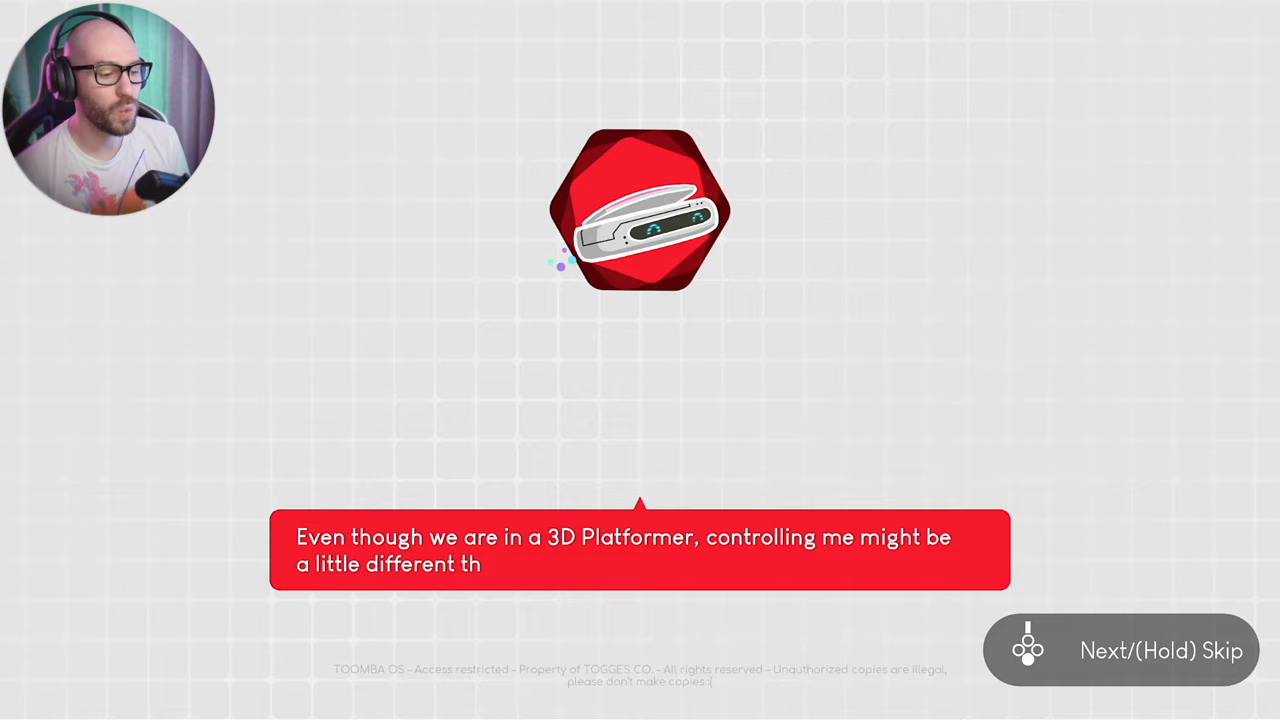 Even though we are in a 3D Platformer, controlling me might be
a little different th
Next/(Hold) Skip
TOOMBA OS - Access restricted - Property of TOGGES CO. - All rights reserved - Unauthorized copies are Illegal,
please don't make copies :(